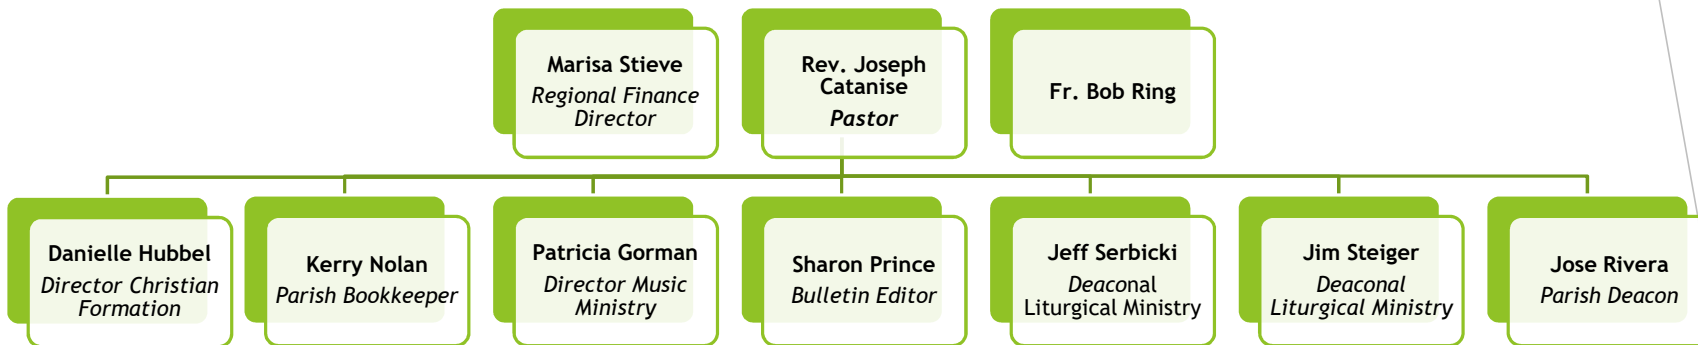 Marisa Stieve
Regional Finance
Director
Rev. Joseph
Catanise
Pastor
Fr. Bob Ring
Danielle Hubbel
Director Christian
Formation
Kerry Nolan
Parish Bookkeeper
Patricia Gorman
Director Music
Ministry
Sharon Prince
Bulletin Editor
Jeff Serbicki
Deaconal
Liturgical Ministry
Jim Steiger
Deaconal
Liturgical Ministry
Jose Rivera
Parish Deacon